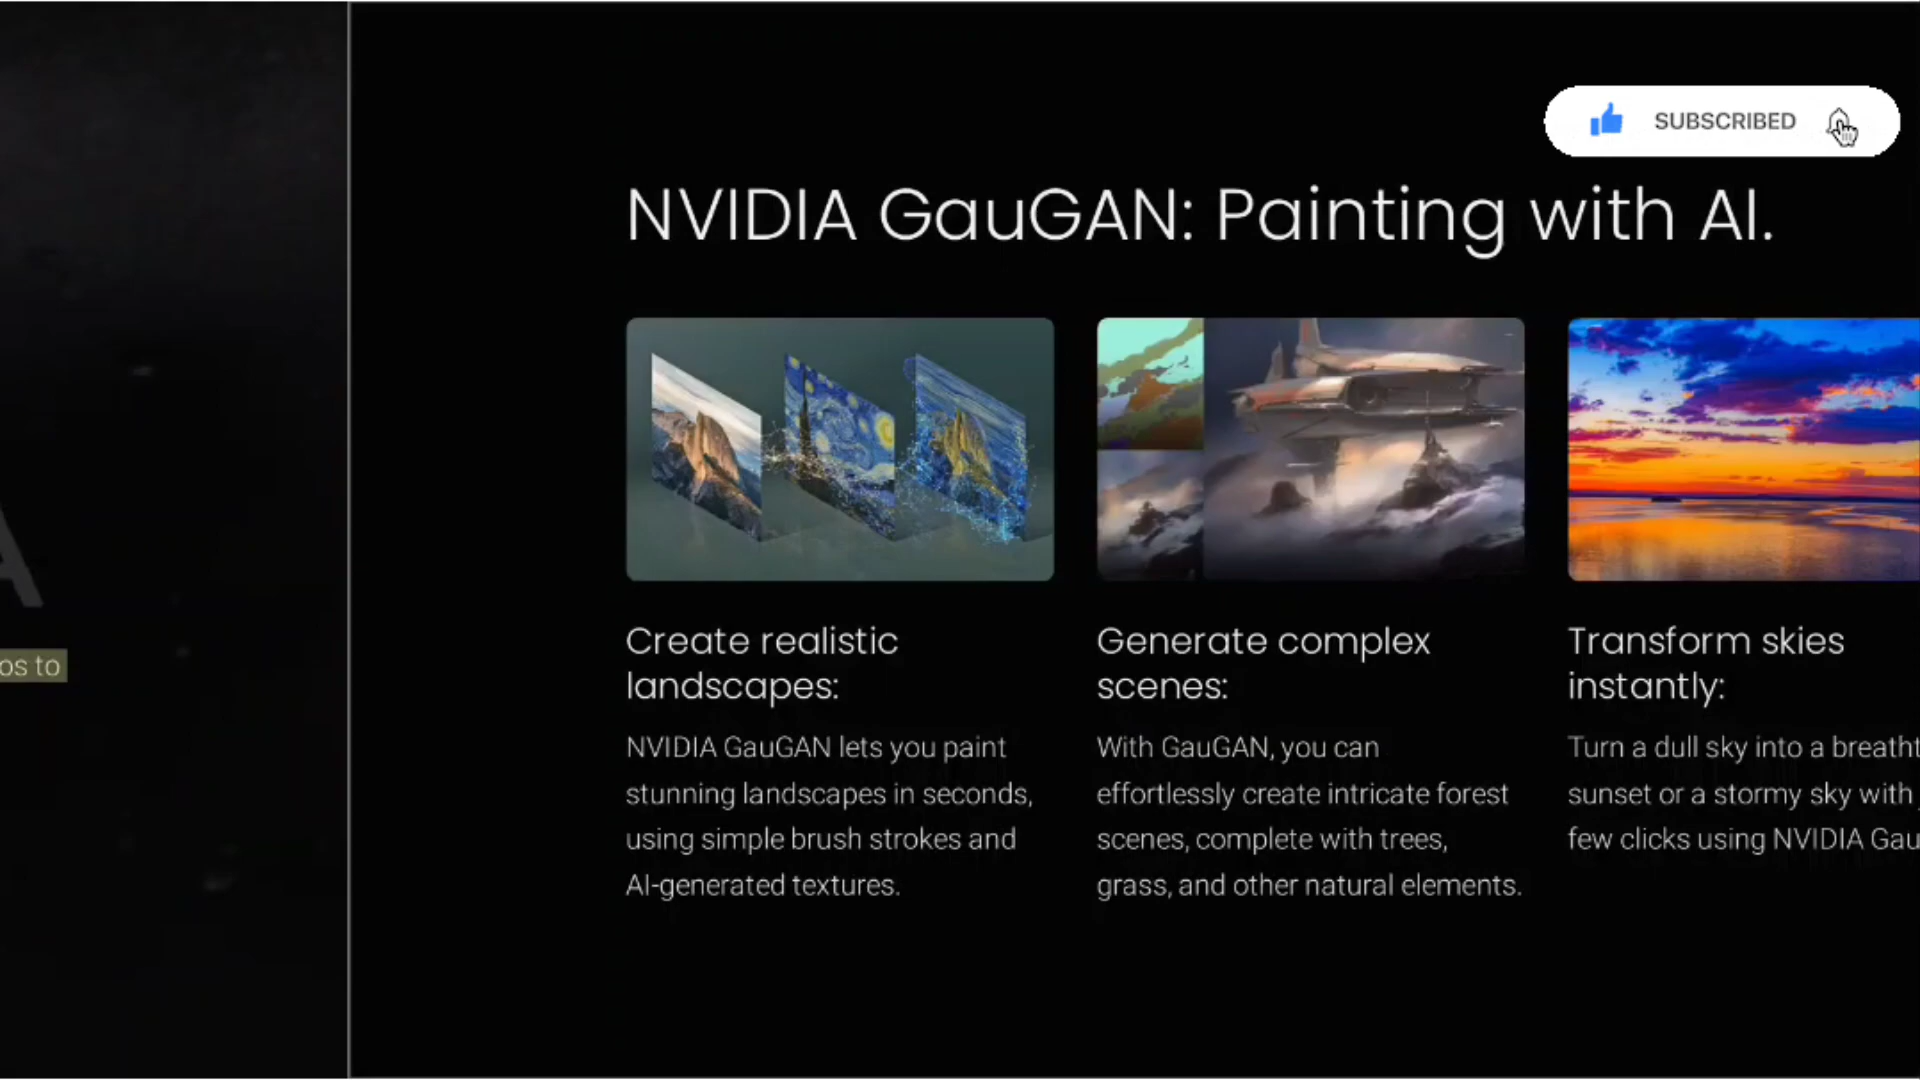 SUBSCRIBED
NVIDIA GauGAN: Painting with AI.
Create realistic
landscapes:
NVIDIA GauGAN lets you paint
stunning landscapes in seconds,
using simple brush strokes and
AI-generated textures.
Generate complex
scenes:
With GauGAN, you can
effortlessly create intricate forest
scenes, complete with trees,
grass, and other natural elements.
Transform skies
instantly:
Turn a dull sky into a
sunset or a stormy sky with
few clicks using NVIDIA
A
to